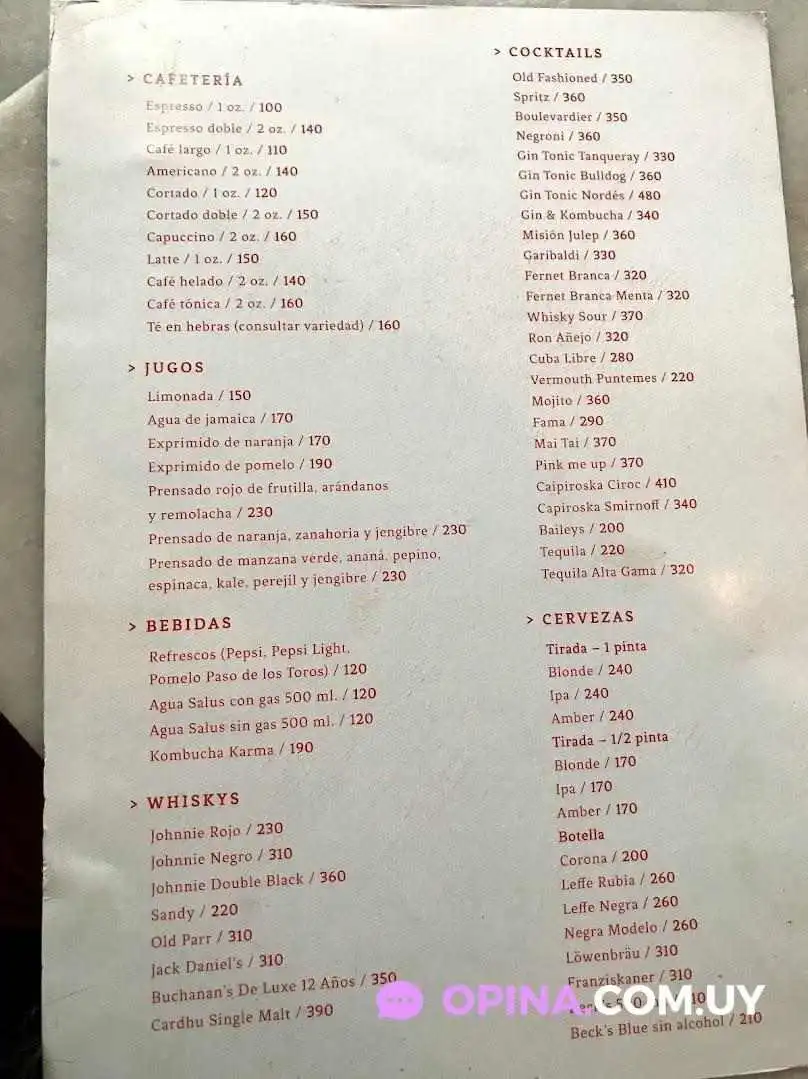 > CAFETERÍA
Espresso / 1 oz. / 100
Espresso doble / 2 oz. / 140
Café largo / 1 oz. / 110
Americano / 2 oz. / 140
Cortado / 1 oz. / 120
Cortado doble / 2 oz. / 150
Capuccino / 2 oz. / 160
Latte / 1 oz. / 150
Café helado / 2 oz. / 140
Café tónica / 2 oz. / 160
Té en hebras (consultar variedad) / 160
> JUGOS
Limonada / 150
Agua de jamaica / 170
Exprimido de naranja / 170
Exprimido de pomelo / 190
Prensado rojo de frutilla, arándanos
y remolacha / 230
Prensado de naranja, zanahoria y jengibre / 230
Prensado de manzana verde, ananá, pepino,
espinaca, kale, perejil y jengibre / 230
> BEBIDAS
Refrescos (Pepsi, Pepsi Light,
Pomelo Paso de los Toros) / 120
Agua Salus con gas 500 ml. / 120
Agua Salus sin gas 500 ml. / 120
Kombucha Karma / 190
> WHISKYS
Johnnie Rojo / 230
Johnnie Negro / 310
Johnnie Double Black / 360
Sandy / 220
Old Parr / 310
Jack Daniel's / 310
Buchanan's De Luxe 12 Años / 350
Cardhu Single Malt / 390
> COCKTAILS
Old Fashioned / 350
Spritz / 360
Boulevardier / 350
Negroni / 360
Gin Tonic Tanqueray / 330
Gin Tonic Bulldog / 360
Gin Tonic Nordés / 480
Gin & Kombucha / 340
Misión Julep / 360
Garibaldi / 330
Fernet Branca / 320
Fernet Branca Menta / 320
Whisky Sour / 370
Ron Añejo / 320
Cuba Libre / 280
Vermouth Puntemes / 220
Mojito / 360
Fama / 290
Mai Tai / 370
Pink me up / 370
Caipiroska Ciroc / 410
Capiroska Smirnoff / 340
Baileys / 200
Tequila / 220
Tequila Alta Gama / 320
> CERVEZAS
Tirada – 1 pinta
Blonde / 240
Ipa / 240
Amber / 240
Tirada – 1/2 pinta
Blonde / 170
Ipa / 170
Amber / 170
Botella
Corona / 200
Leffe Rubia / 260
Leffe Negra / 260
Negra Modelo / 260
Löwenbräu / 310
Franziskaner / 310
Beck's Blue sin alcohol / 210
OPINA.COM.UY